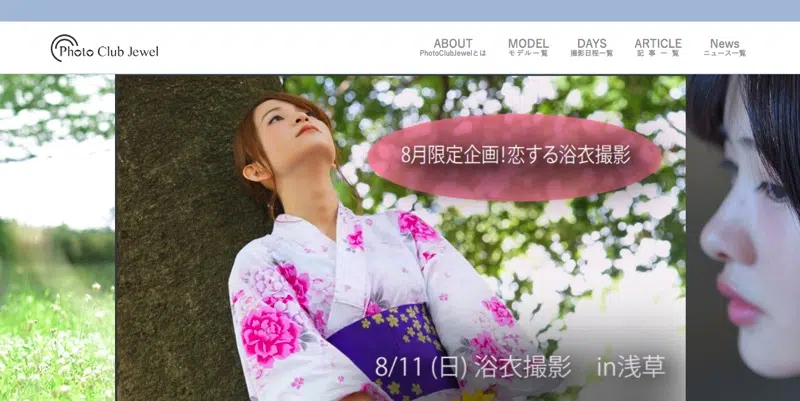 Photo Club Jewel
ABOUT
PhotoClubJewelとは
MODEL
モデル一覧
DAYS
撮影日程一覧
ARTICLE
記事一覧
News
ニュース一覧
8月限定企画!恋する浴衣撮影
8/11 (日) 浴衣撮影 in浅草